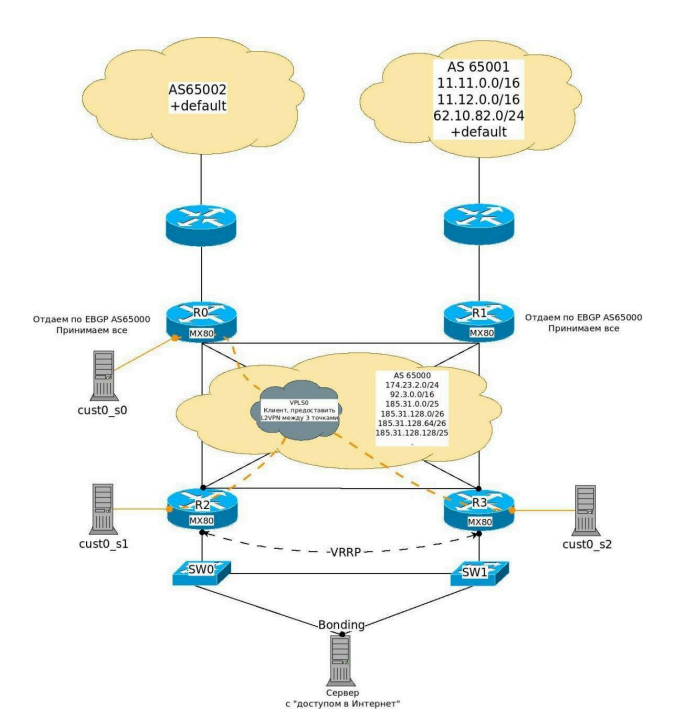 AS65002
+default
AS 65001
11.11.0.0/16
11.12.0.0/16
62.10.82.0/24
+default
R0
MX80
R1
MX80
Отдаем по EBGP AS65000
Принимаем все
Отдаем по EBGP AS65000
Принимаем все
cust0_s0
AS 65000
174.23.2.0/24
92.3.0.0/16
185.31.0.0/25
185.31.128.0/26
185.31.128.64/26
185.31.128.128/25
.
VPLS0
Клиент, предоставить
L2VPN между 3 точками
R2
MX80
R3
MX80
cust0_s1
cust0_s2
VRRP
SW0
SW1
Bonding
Сервер
с "доступом в Интернет"